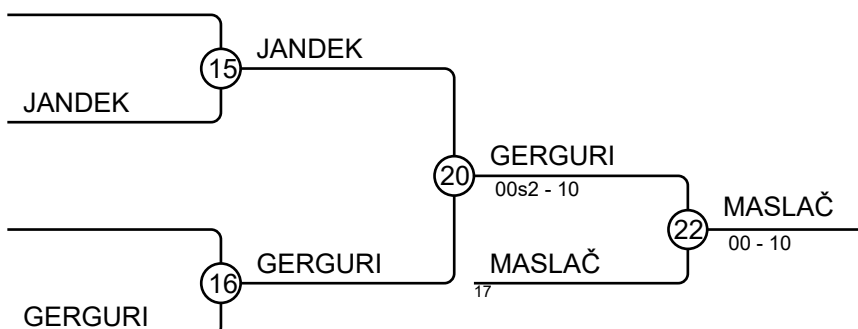 JANDEK
15
JANDEK
GERGURI
20
00s2 - 10
MASLAČ
22
00 - 10
GERGURI
MASLAČ
16
17
GERGURI